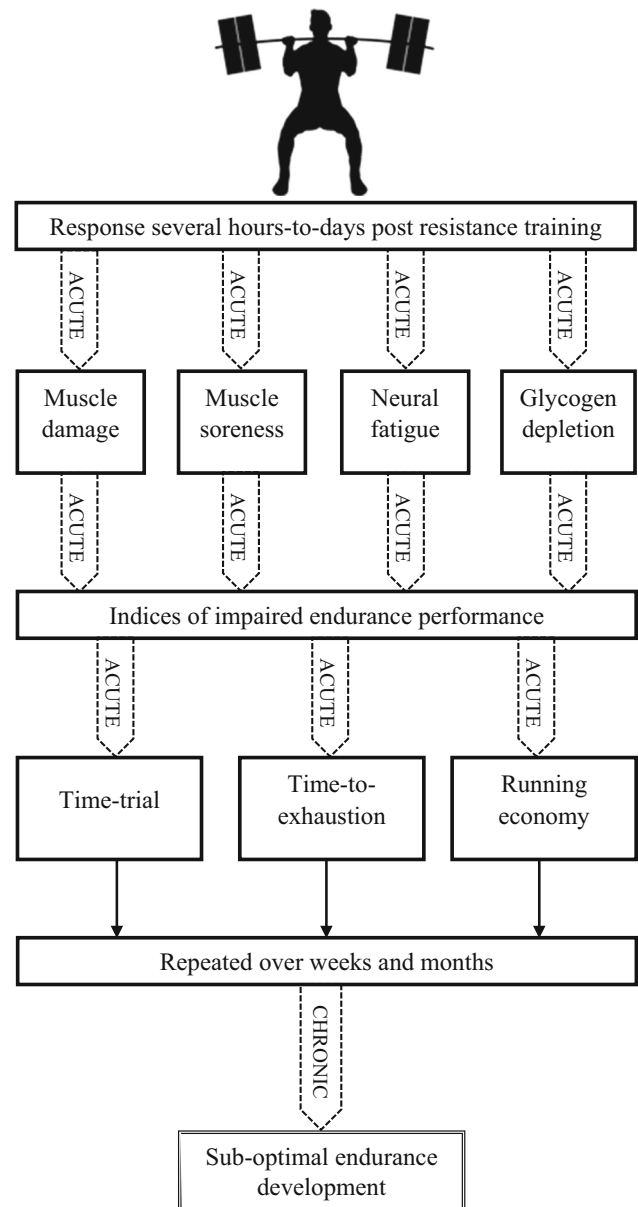 Response several hours-to-days post resistance training
ACUTE
ACUTE
ACUTE
ACUTE
Muscle
damage
Muscle
soreness
Neural
fatigue
Glycogen
depletion
ACUTE
ACUTE
ACUTE
ACUTE
Indices of impaired endurance performance
ACUTE
ACUTE
ACUTE
Time-trial
Time-to-
exhaustion
Running
economy
Repeated over weeks and months
CHRONIC
Sub-optimal endurance
development